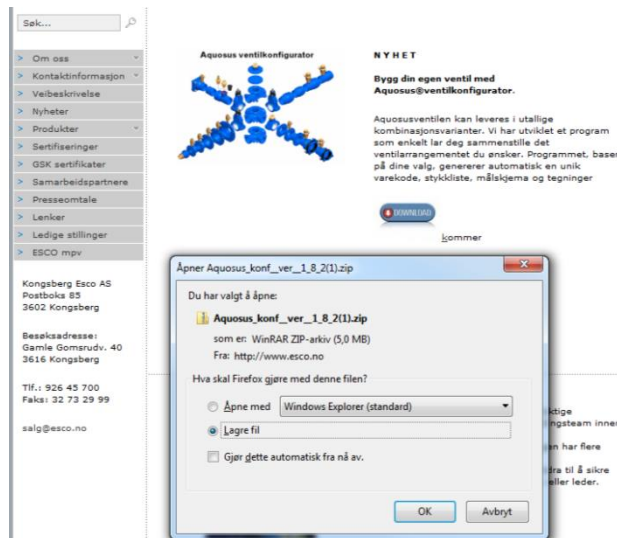 Søk...
> Om oss
> Kontaktinformasjon
> Veibeskrivelse
> Nyheter
> Produkter
> Sertifiseringer
> GSK sertifikater
> Samarbeidspartnere
> Presseomtale
> Lenker
> Ledige stillinger
> ESCO mpv
Kongsberg Esco AS
Postboks 85
3602 Kongsberg
Besøksadresse:
Gamle Gomsrudv. 40
3616 Kongsberg
Tlf.: 926 45 700
Faks: 32 73 29 99
salg@esco.no
Aquosus ventilkonfigurator
NYHET
Bygg din egen ventil med
Aquosus®ventilkonfigurator.
Aquosusventilen kan leveres i utallige
kombinasjonsvarianter. Vi har utviklet et program
som enkelt lar deg sammenstille det
ventilarrangementet du ønsker. Programmet, baser
på dine valg, genererer automatisk en unik
varekode, stykkliste, målskjema og tegninger
DOWNLOAD
kommer
Åpner Aquosus_konf__ver__1_8_2(1).zip
Du har valgt å åpne:
Aquosus_konf__ver__1_8_2(1).zip
som er: WinRAR ZIP-arkiv (5,0 MB)
Fra: http://www.esco.no
Hva skal Firefox gjøre med denne filen?
Åpne med Windows Explorer (standard)
Lagre fil
Gjør dette automatisk fra nå av.
OK Avbryt
ktige
ngsteam innen
en har flere
dra til å sikre
eller leder.